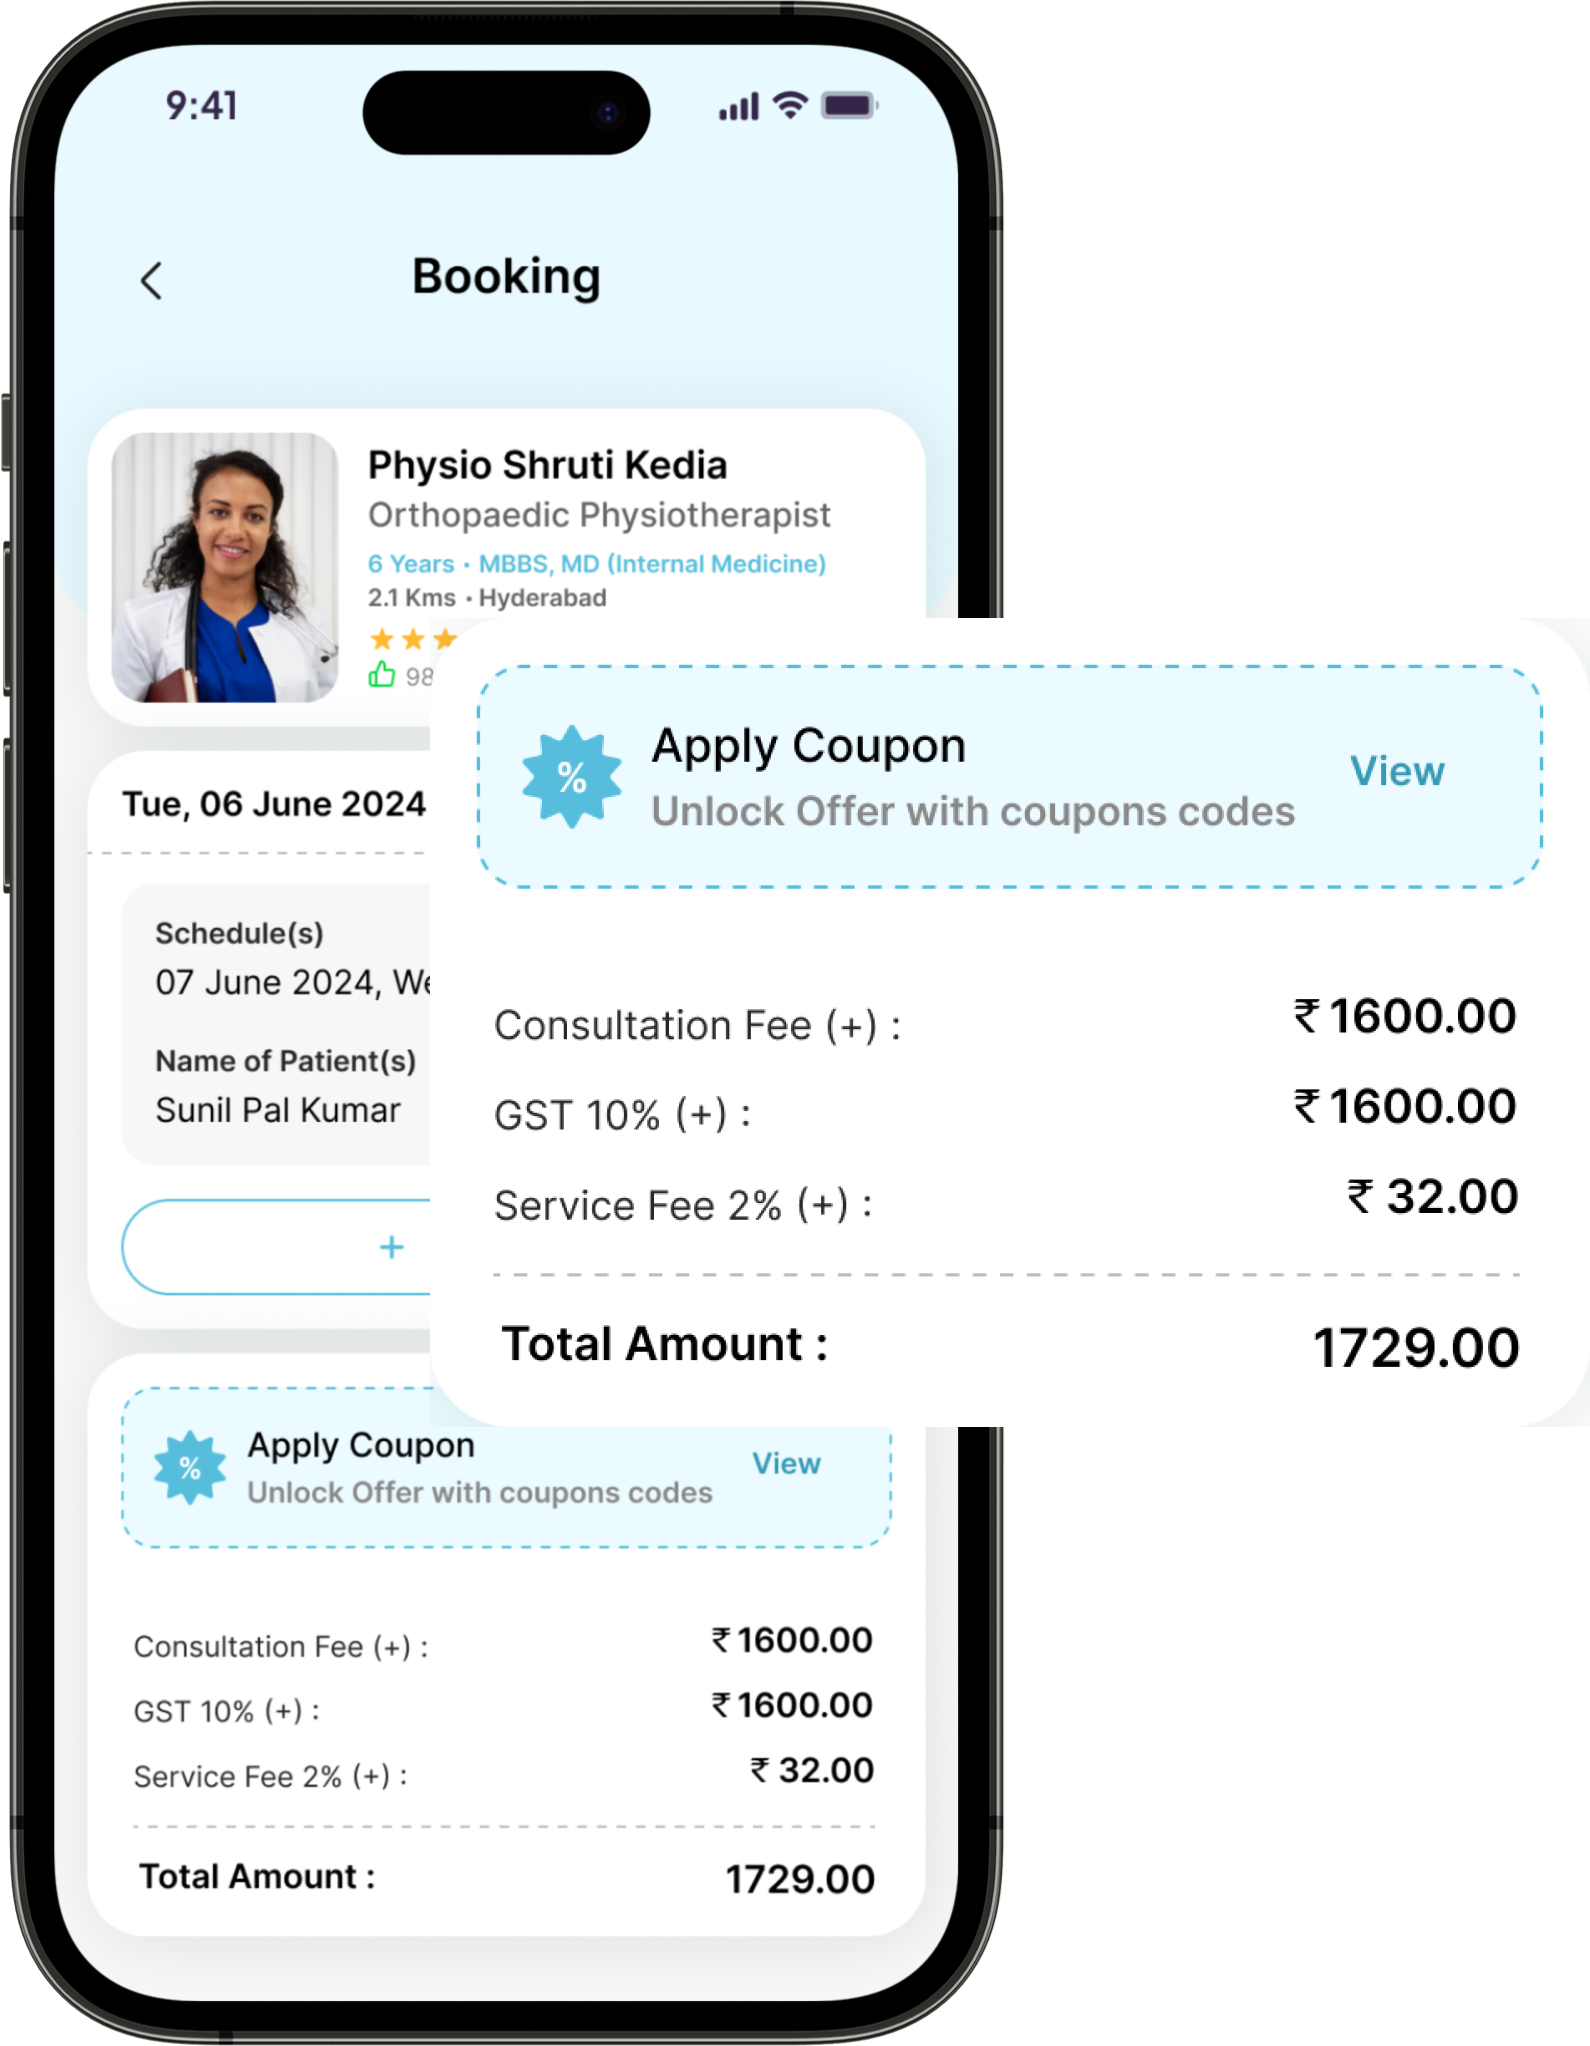 9:41
Booking
Physio Shruti Kedia
Orthopaedic Physiotherapist
6 Years • MBBS, MD (Internal Medicine)
2.1 Kms • Hyderabad
98
Tue, 06 June 2024
Schedule(s)
07 June 2024,
Name of Patient(s)
Sunil Pal Kumar
+
% Apply Coupon
Unlock Offer with coupons codes
View
Consultation Fee (+) : ₹ 1600.00
GST 10% (+) : ₹ 1600.00
Service Fee 2% (+) : ₹ 32.00
Total Amount : 1729.00
% Apply Coupon
Unlock Offer with coupons codes
View
Consultation Fee (+) : ₹ 1600.00
GST 10% (+) : ₹ 1600.00
Service Fee 2% (+) : ₹ 32.00
Total Amount : 1729.00